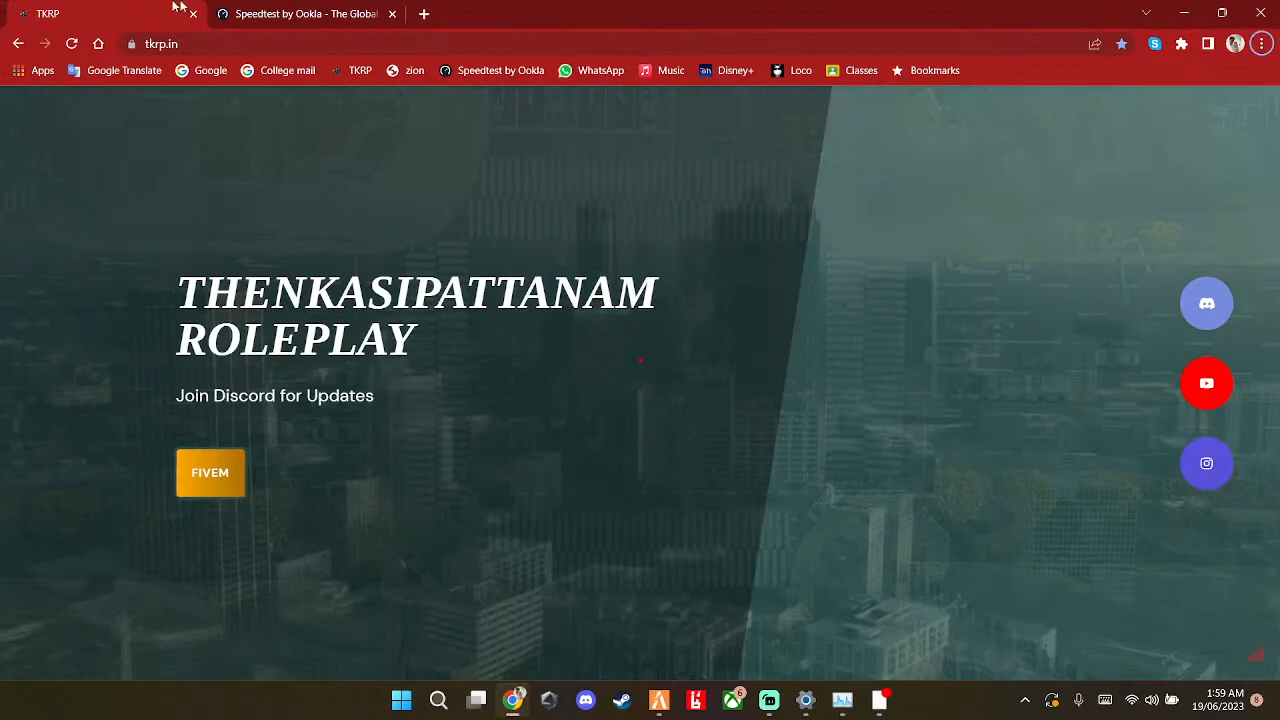 TKRP
Speedtest by Ookla - The Global
tkrp.in
Apps
Google Translate
Google
College mail
TKRP
zion
Speedtest by Ookla
WhatsApp
Music
Disney+
Loco
Classes
Bookmarks
THENKASIPATTANAM
ROLEPLAY
Join Discord for Updates
FIVEM
6
1:59 AM
19/06/2023
8